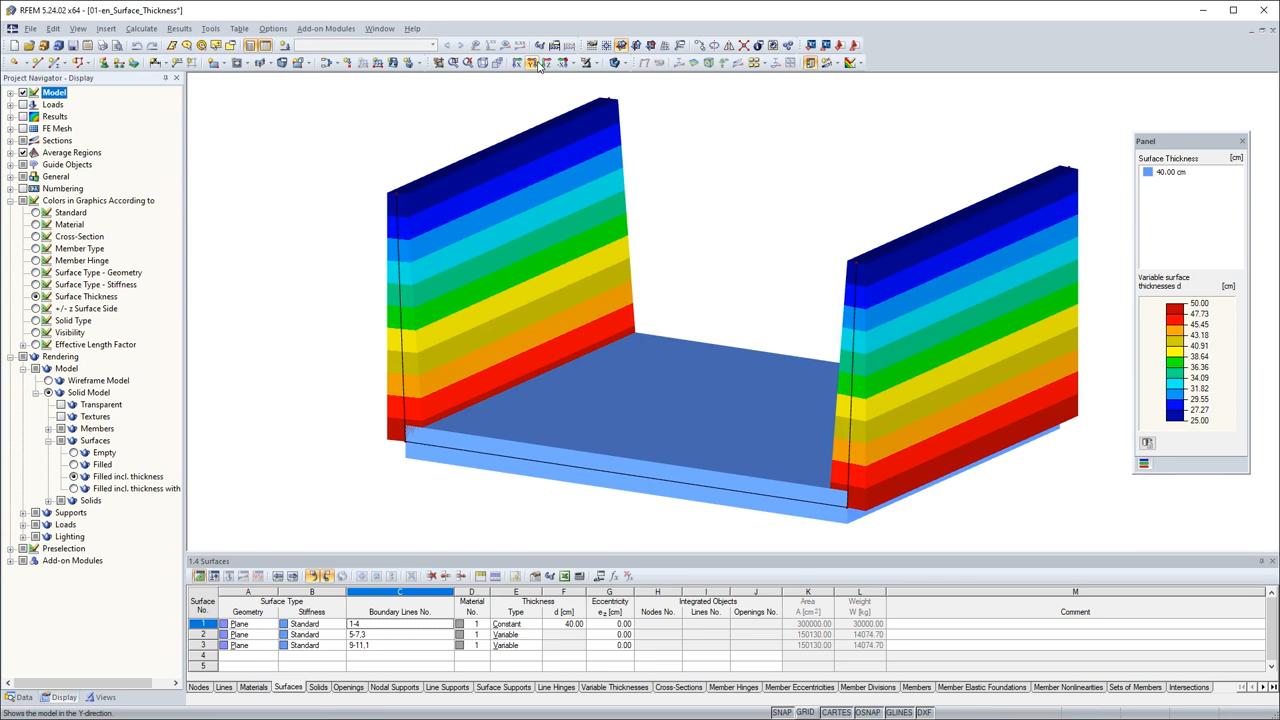 RFEM 5.24.02 x64 - [01-en_Surface_Thickness*]
File Edit View Insert Calculate Results Tools Table Options Add-on Modules Window Help
Project Navigator - Display
Model
Loads
Results
FE Mesh
Sections
Average Regions
Guide Objects
General
Numbering
Colors in Graphics According to
Standard
Material
Cross-Section
Member Type
Member Hinge
Surface Type - Geometry
Surface Type - Stiffness
Surface Thickness
+/- z Surface Side
Solid Type
Visibility
Effective Length Factor
Rendering
Model
Wireframe Model
Solid Model
Transparent
Textures
Members
Surfaces
Empty
Filled
Filled incl. thickness
Filled incl. thickness with
Solids
Supports
Loads
Lighting
Preselection
Add-on Modules
Data Display Views
Panel
Surface Thickness [cm]
40.00 cm
Variable surface
thicknesses d [cm]
50.00
47.73
45.45
43.18
40.91
38.64
36.36
34.09
31.82
29.55
27.27
25.00
1.4 Surfaces
A B C D E F G H I J K L M
Surface Surface Type Material Thickness Eccentricity Integrated Objects Area Weight
No. Geometry Stiffness Boundary Lines No. No. Type d [cm] ez [cm] Nodes No. Lines No. Openings No. A [cm2] W [kg] Comment
1 Plane Standard 1-4 1 Constant 40.00 0.00 300000.00 30000.00
2 Plane Standard 5-7,3 1 Variable 0.00 150130.00 14074.70
3 Plane Standard 9-11,1 1 Variable 0.00 150130.00 14074.70
4
5
Nodes Lines Materials Surfaces Solids Openings Nodal Supports Line Supports Surface Supports Line Hinges Variable Thicknesses Cross-Sections Member Hinges Member Eccentricities Member Divisions Members Member Elastic Foundations Member Nonlinearities Sets of Members Intersections
Shows the model in the Y-direction. SNAP GRID CARTES OSNAP GLINES DXF